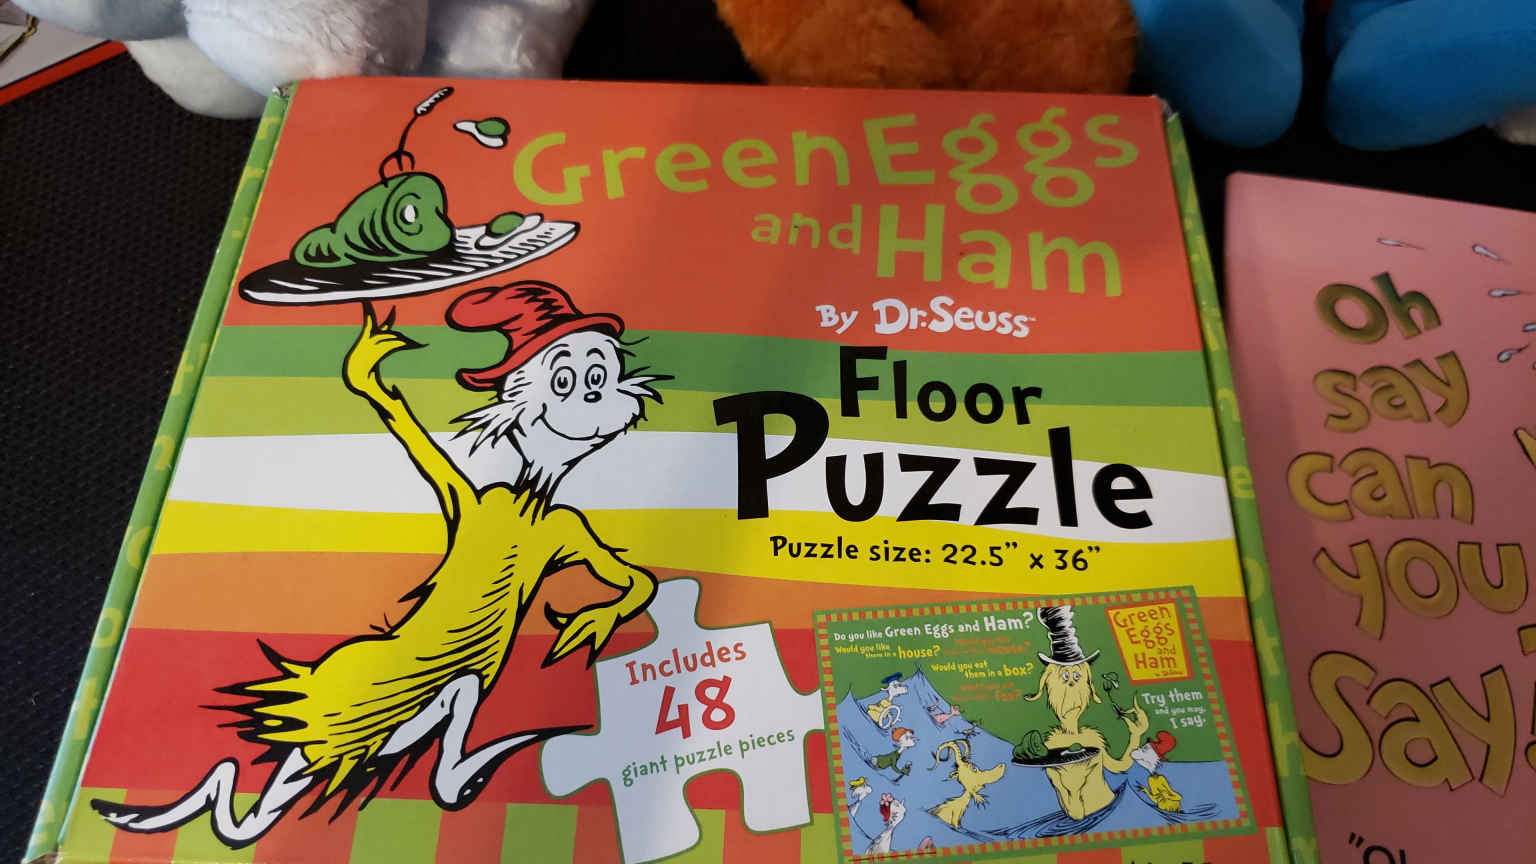 Green Eggs
and Ham
By Dr. Seuss™
Floor
Puzzle
Puzzle size: 22.5” x 36”
Includes
48
giant puzzle pieces
Do you like Green Eggs and Ham?
Would you like
them in a house?
Would you eat
them in a box?
Green
Eggs
and
Ham
Try them
and you may,
I say.
Oh
say
can
you
Say